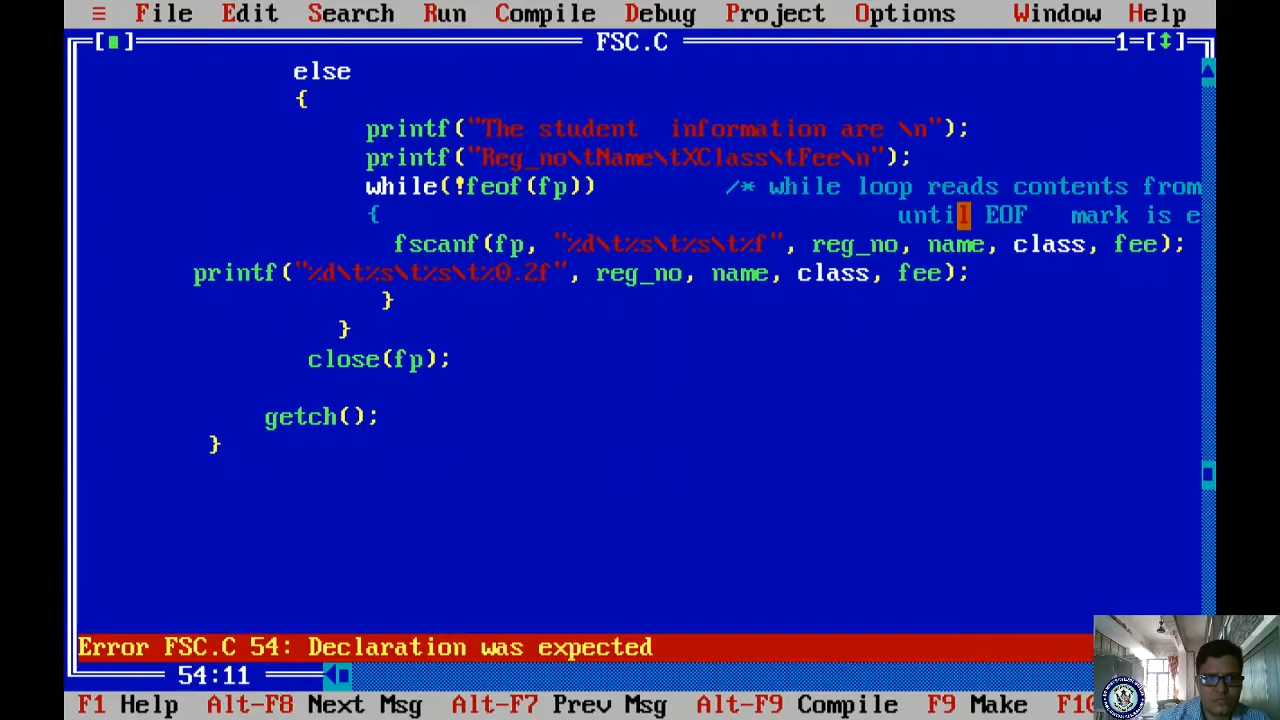 ≡ File Edit Search Run Compile Debug Project Options Window Help
[■] FSC.C 1=[↕]
else
{
printf("The student  information are \n");
printf("Reg_no\tName\tXClass\tFee\n");
while(!feof(fp)) /* while loop reads contents from
{ until EOF   mark is e
fscanf(fp, "%d\t%s\t%s\t%f", reg_no, name, class, fee);
printf("%d\t%s\t%s\t%0.2f", reg_no, name, class, fee);
}
}
close(fp);
getch();
}
Error FSC.C 54: Declaration was expected
54:11
F1 Help Alt-F8 Next Msg Alt-F7 Prev Msg Alt-F9 Compile F9 Make F10